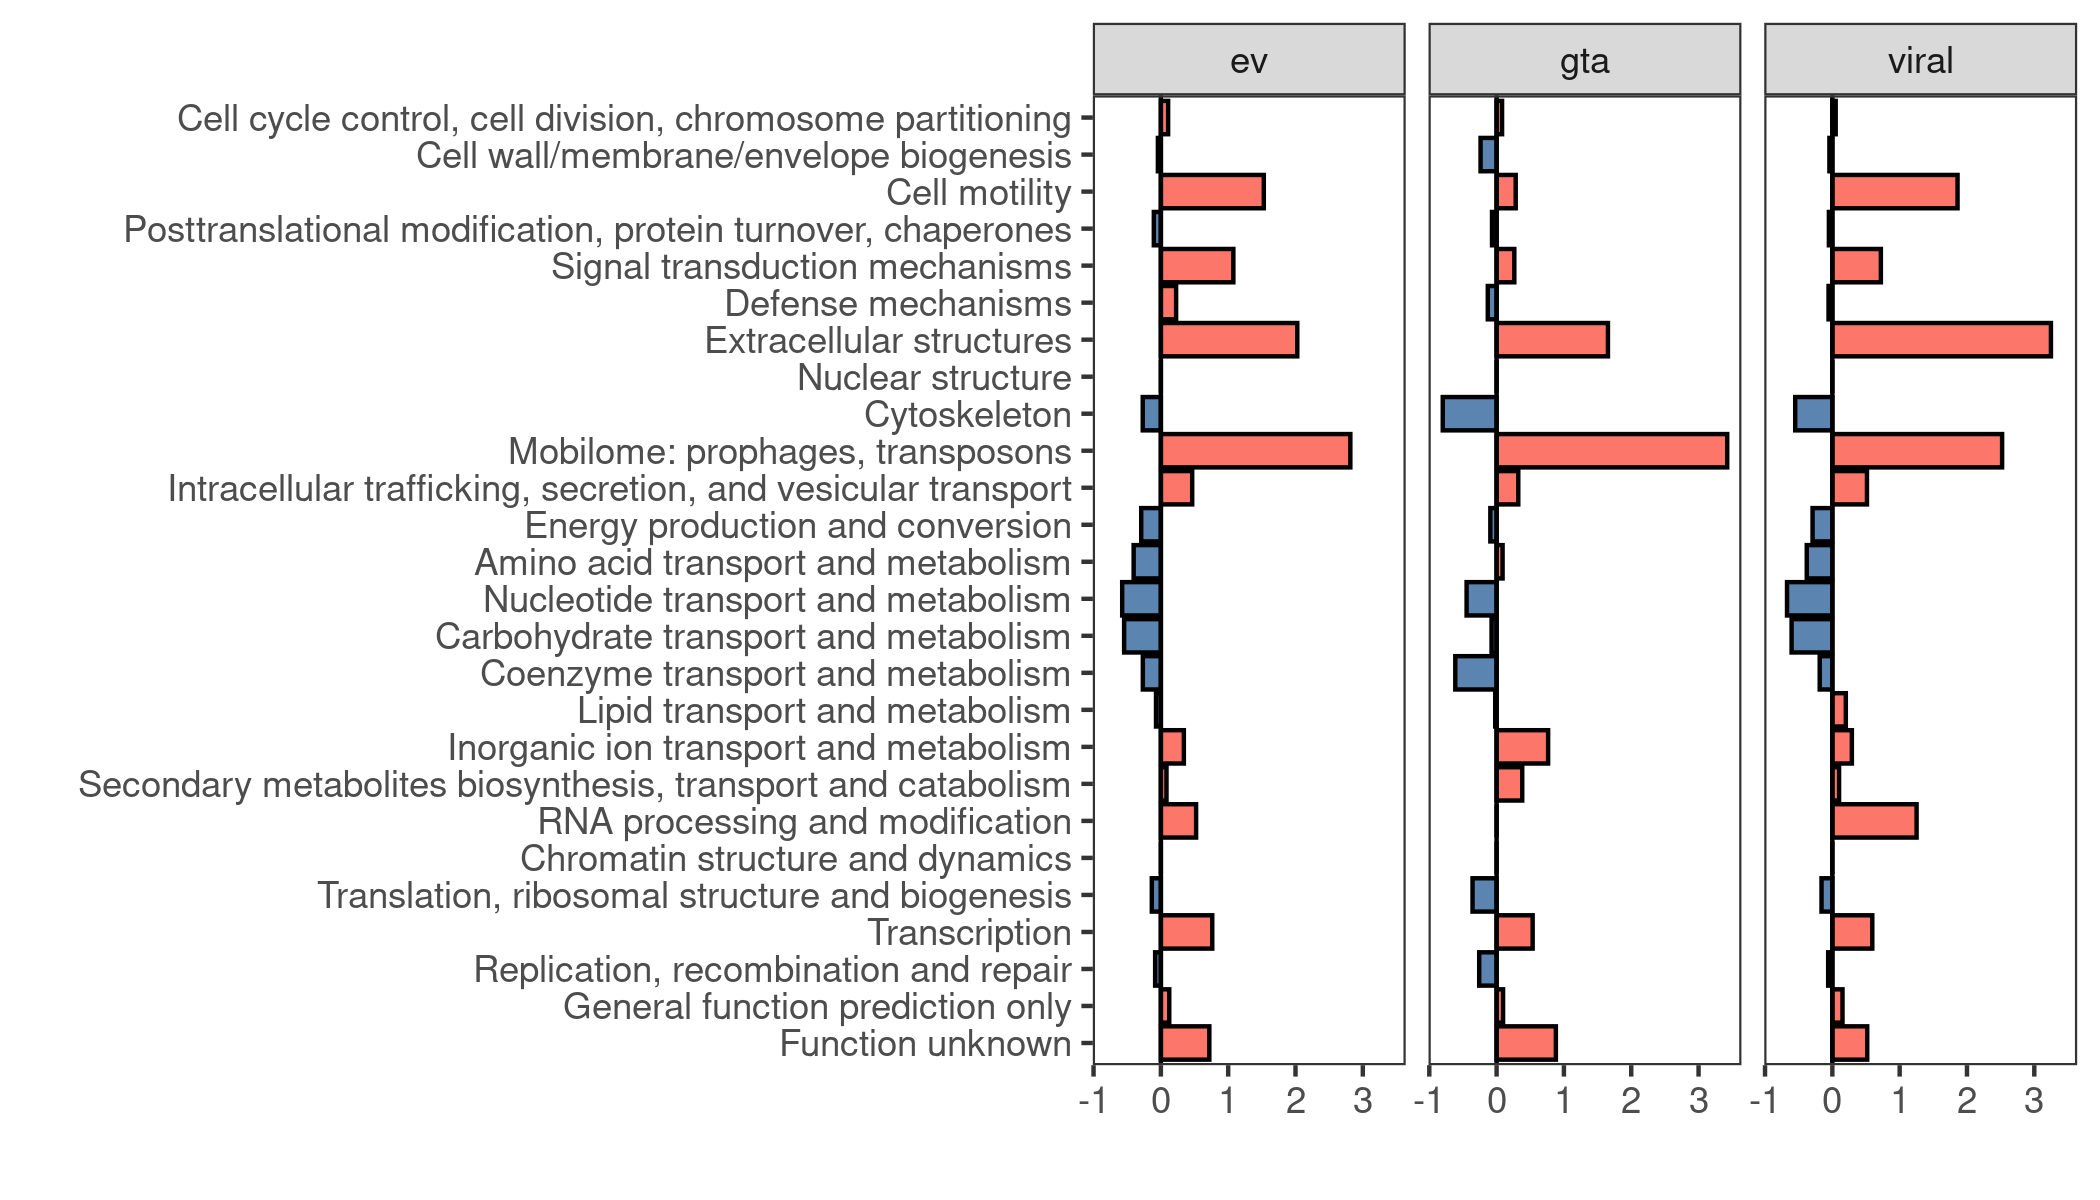 ev gta viral
Cell cycle control, cell division, chromosome partitioning
Cell wall/membrane/envelope biogenesis
Cell motility
Posttranslational modification, protein turnover, chaperones
Signal transduction mechanisms
Defense mechanisms
Extracellular structures
Nuclear structure
Cytoskeleton
Mobilome: prophages, transposons
Intracellular trafficking, secretion, and vesicular transport
Energy production and conversion
Amino acid transport and metabolism
Nucleotide transport and metabolism
Carbohydrate transport and metabolism
Coenzyme transport and metabolism
Lipid transport and metabolism
Inorganic ion transport and metabolism
Secondary metabolites biosynthesis, transport and catabolism
RNA processing and modification
Chromatin structure and dynamics
Translation, ribosomal structure and biogenesis
Transcription
Replication, recombination and repair
General function prediction only
Function unknown
-1 0 1 2 3 -1 0 1 2 3 -1 0 1 2 3